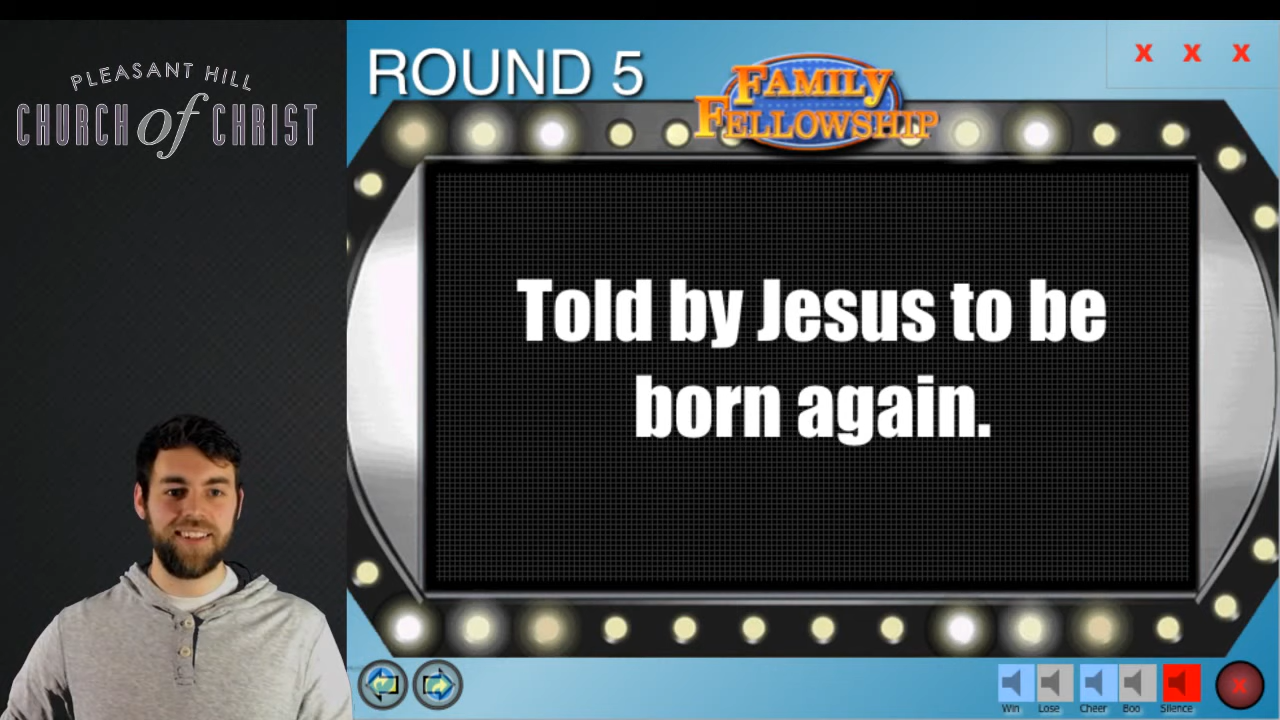 PLEASANT HILL
CHURCH of CHRIST
ROUND 5
FAMILY
FELLOWSHIP
X X X
Told by Jesus to be
born again.
Win Lose Cheer Boo Silence
X